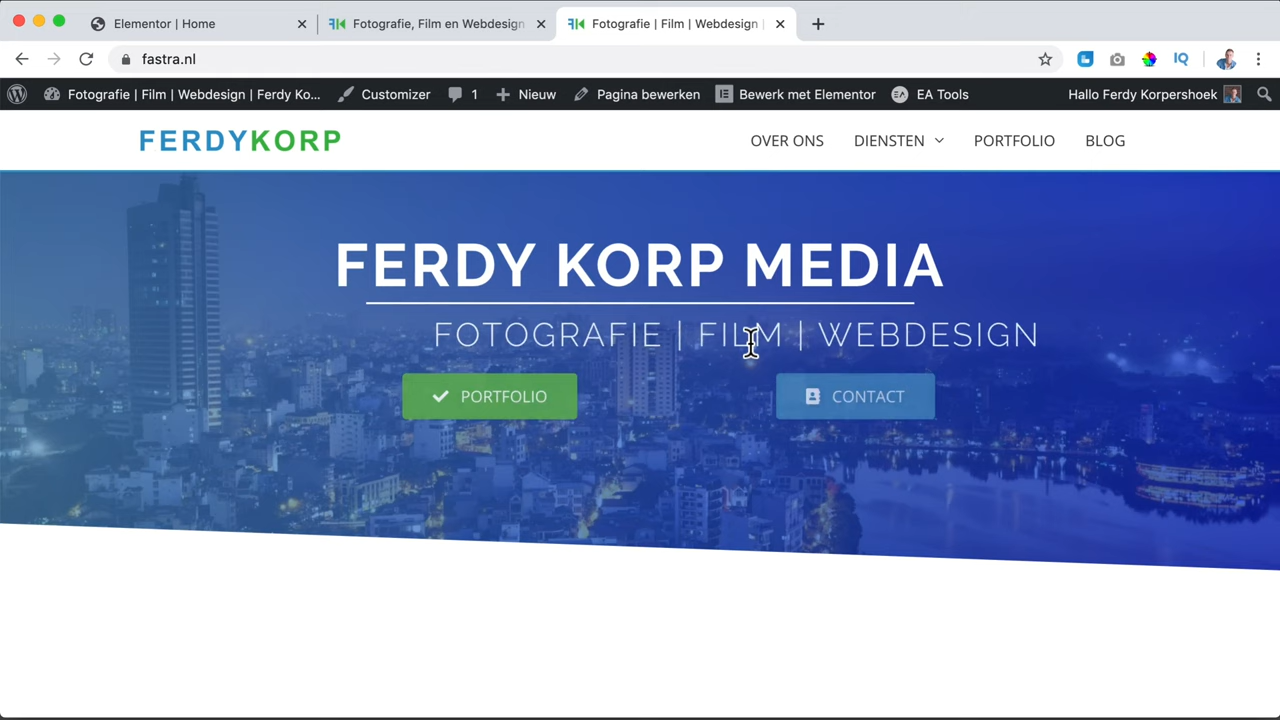 Elementor | Home
Fotografie, Film en Webdesign
Fotografie | Film | Webdesign |
fastra.nl
IQ
Fotografie | Film | Webdesign | Ferdy Ko...
Customizer
1
Nieuw
Pagina bewerken
Bewerk met Elementor
EA
EA Tools
Hallo Ferdy Korpershoek
FERDYKORP
OVER ONS
DIENSTEN
PORTFOLIO
BLOG
FERDY KORP MEDIA
FOTOGRAFIE | FILM | WEBDESIGN
PORTFOLIO
CONTACT